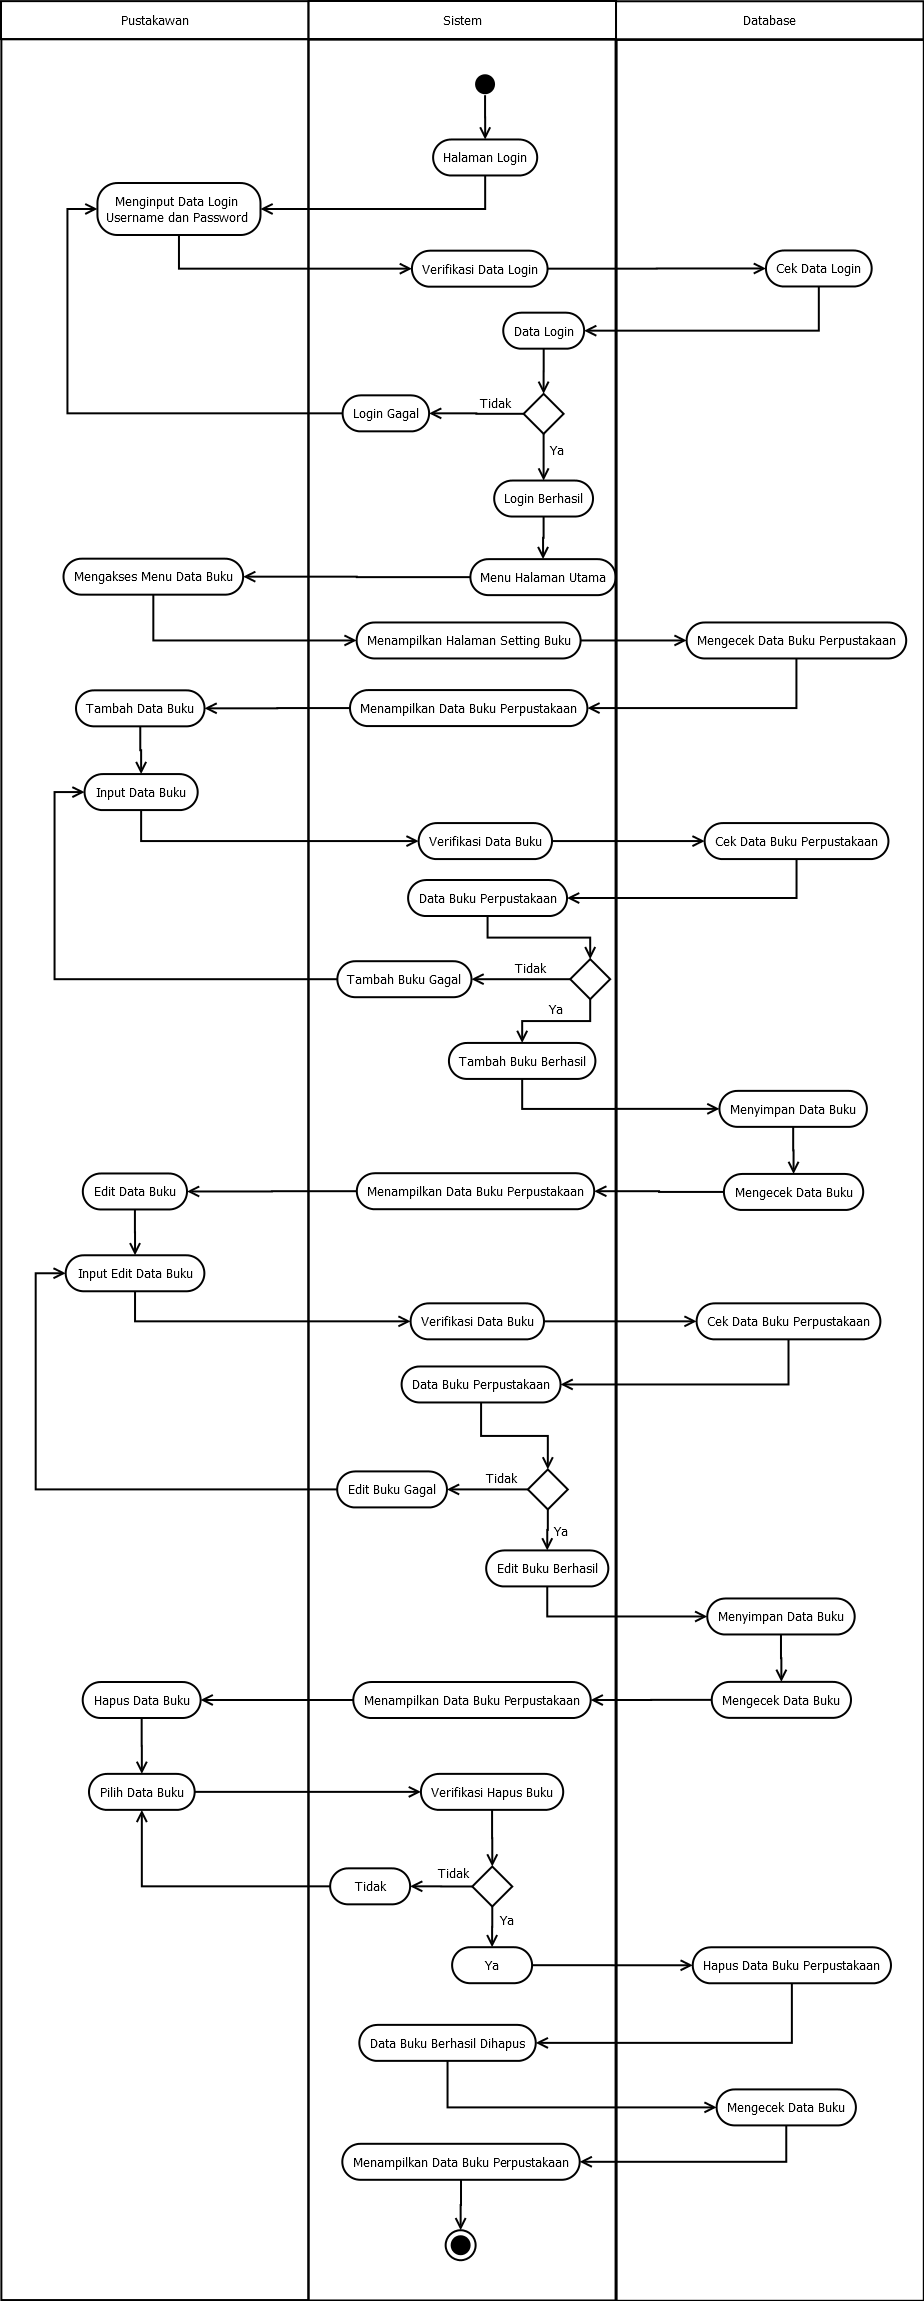 Pustakawan
Sistem
Database
Halaman Login
Menginput Data Login
Username dan Password
Verifikasi Data Login
Cek Data Login
Data Login
Tidak
Login Gagal
Ya
Login Berhasil
Mengakses Menu Data Buku
Menu Halaman Utama
Menampilkan Halaman Setting Buku
Mengecek Data Buku Perpustakaan
Tambah Data Buku
Menampilkan Data Buku Perpustakaan
Input Data Buku
Verifikasi Data Buku
Cek Data Buku Perpustakaan
Data Buku Perpustakaan
Tidak
Tambah Buku Gagal
Ya
Tambah Buku Berhasil
Menyimpan Data Buku
Edit Data Buku
Menampilkan Data Buku Perpustakaan
Mengecek Data Buku
Input Edit Data Buku
Verifikasi Data Buku
Cek Data Buku Perpustakaan
Data Buku Perpustakaan
Tidak
Edit Buku Gagal
Ya
Edit Buku Berhasil
Menyimpan Data Buku
Hapus Data Buku
Menampilkan Data Buku Perpustakaan
Mengecek Data Buku
Pilih Data Buku
Verifikasi Hapus Buku
Tidak
Tidak
Ya
Ya
Hapus Data Buku Perpustakaan
Data Buku Berhasil Dihapus
Mengecek Data Buku
Menampilkan Data Buku Perpustakaan